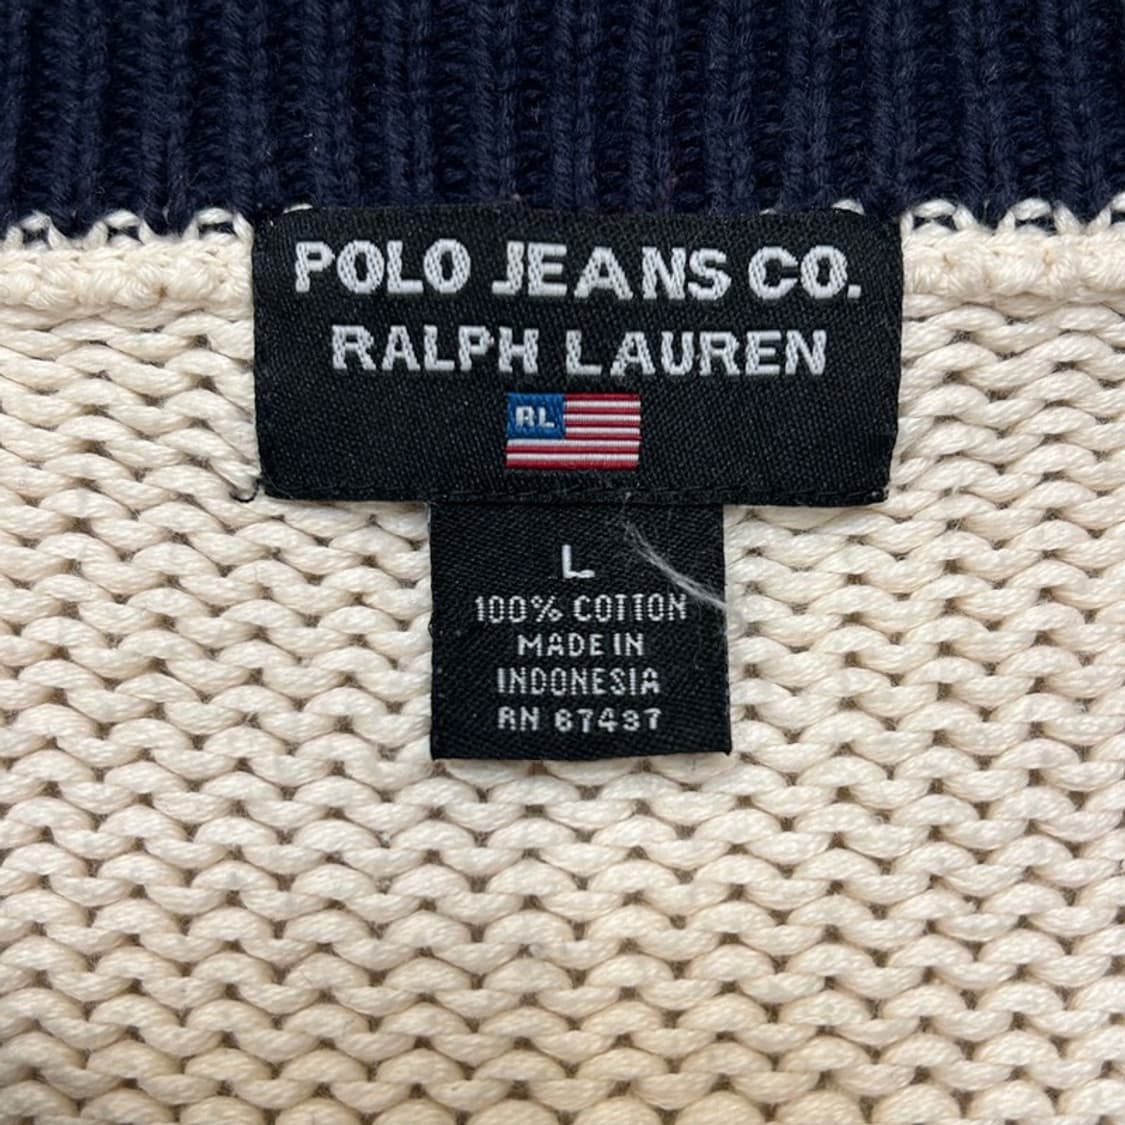 POLO JEANS CO.
RALPH LAUREN
RL
L
100% COTTON
MADE IN
INDONESIA
RN 67437